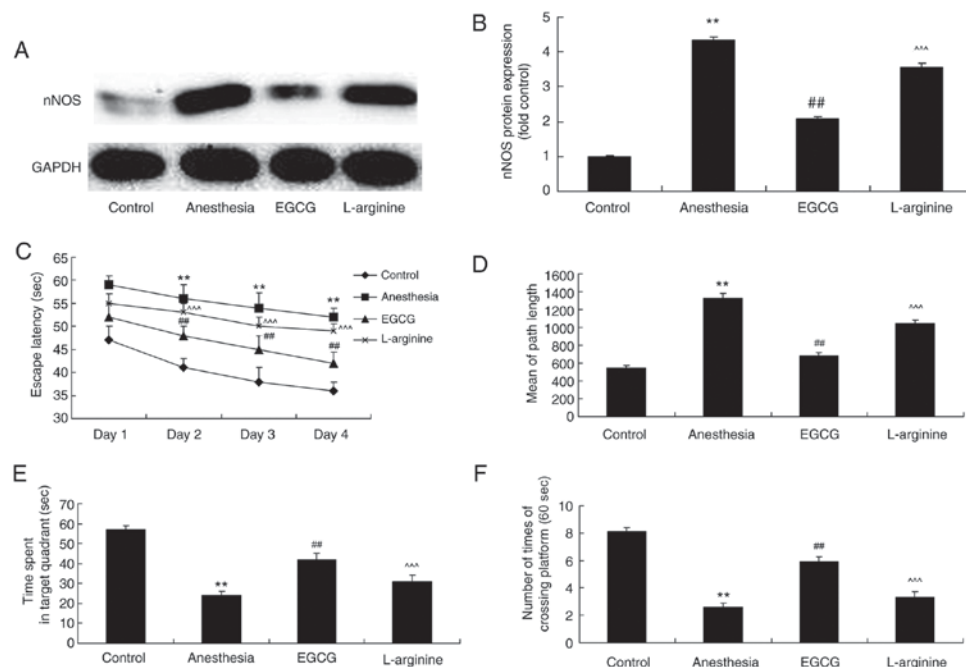 A
nNOS
GAPDH
Control Anesthesia EGCG L-arginine
B
nNOS protein expression
(fold control)
5
4
3
2
1
0
**
##
^^^
Control Anesthesia EGCG L-arginine
C
Escape latency (sec)
65
60
55
50
45
40
35
30
** ** **
^^^ ^^^ ^^^
## ## ##
Day 1 Day 2 Day 3 Day 4
Control
Anesthesia
EGCG
L-arginine
D
Mean of path length
1600
1400
1200
1000
800
600
400
200
0
**
##
^^^
Control Anesthesia EGCG L-arginine
E
Time spent
in target quadrant (sec)
70
60
50
40
30
20
10
0
**
##
^^^
Control Anesthesia EGCG L-arginine
F
Number of times of
crossing platform (60 sec)
10
8
6
4
2
0
**
##
^^^
Control Anesthesia EGCG L-arginine